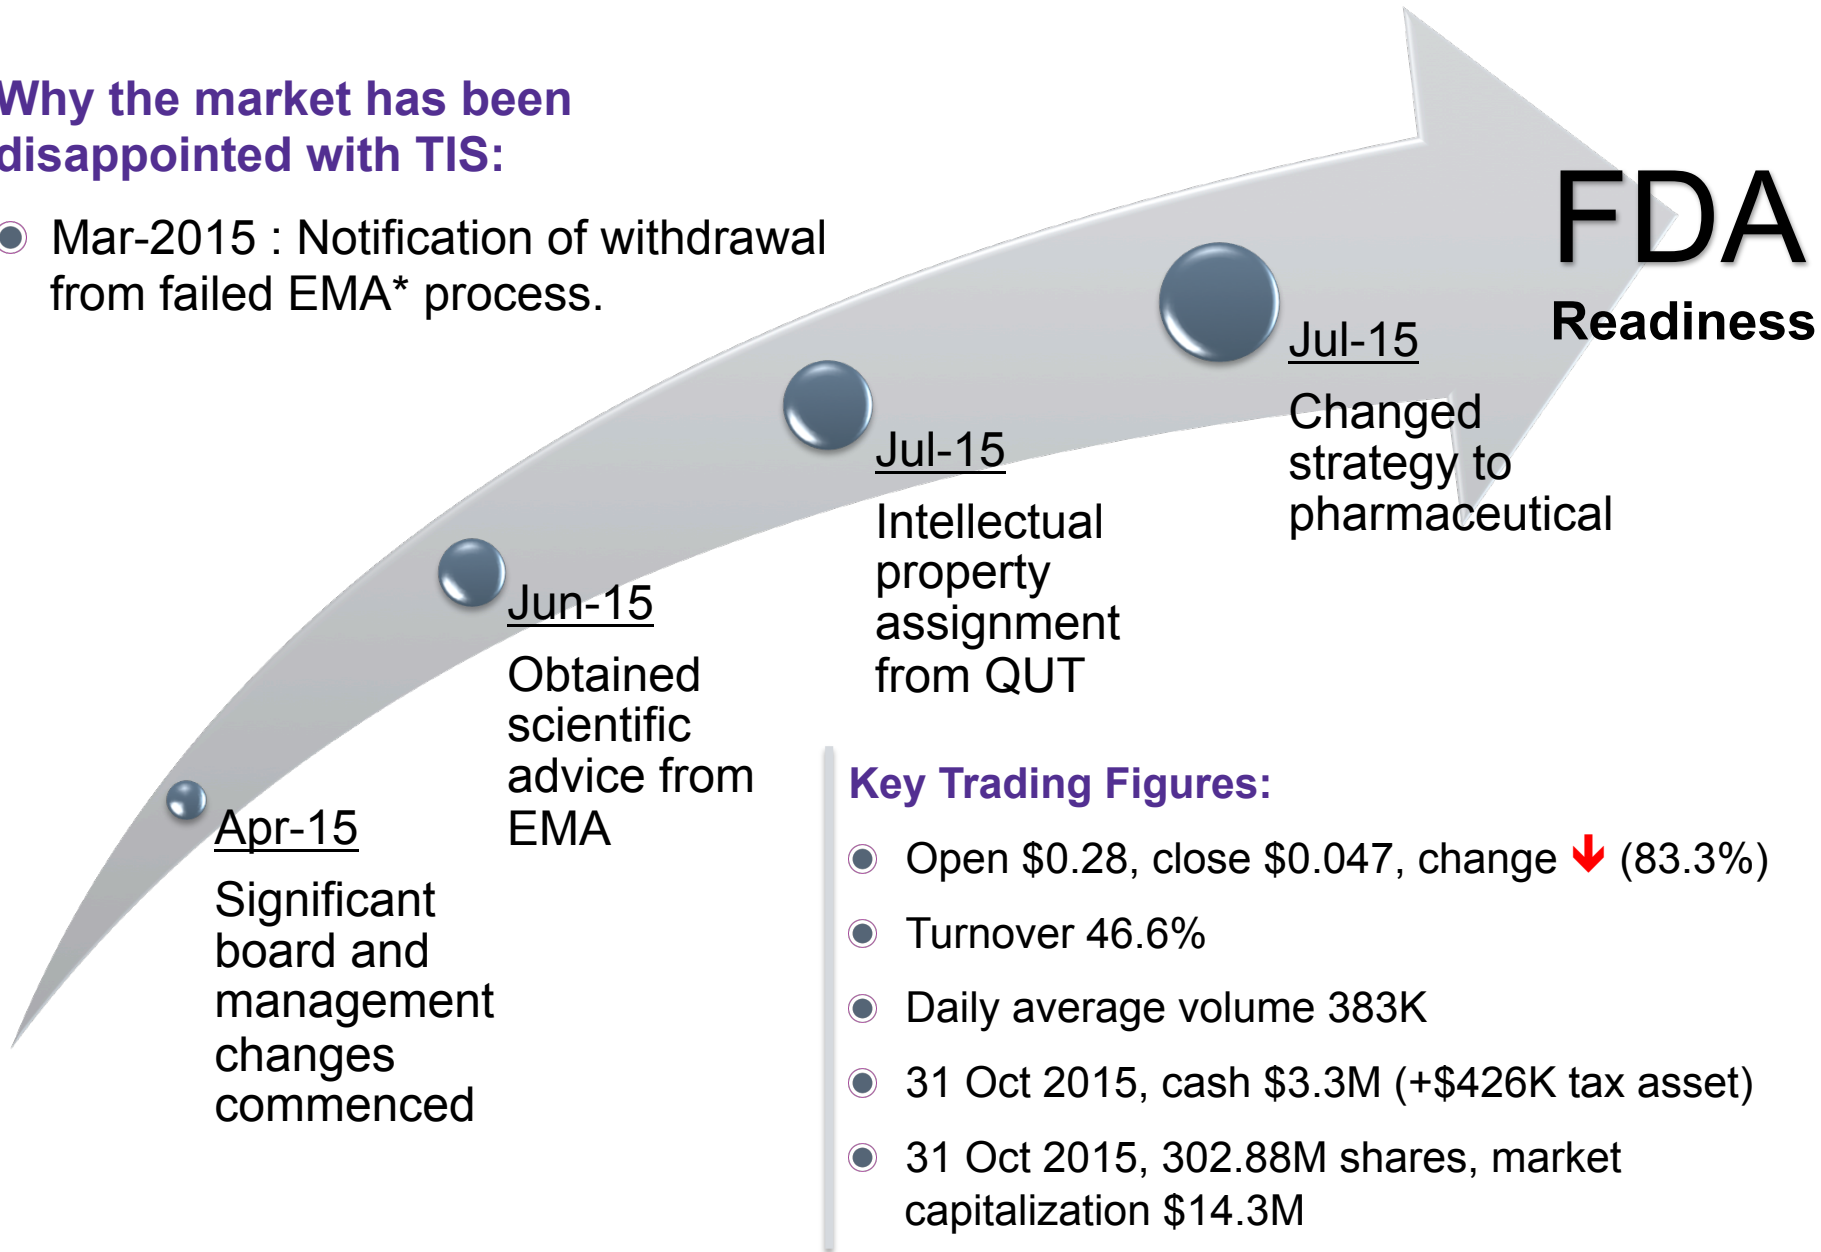 Why the market has been
disappointed with TIS:
Mar-2015 : Notification of withdrawal
from failed EMA* process.
FDA
Readiness
Jul-15
Changed
strategy to
pharmaceutical
Jul-15
Intellectual
property
assignment
from QUT
Jun-15
Obtained
scientific
advice from
EMA
Apr-15
Significant
board and
management
changes
commenced
Key Trading Figures:
Open $0.28, close $0.047, change ↓ (83.3%)
Turnover 46.6%
Daily average volume 383K
31 Oct 2015, cash $3.3M (+$426K tax asset)
31 Oct 2015, 302.88M shares, market
capitalization $14.3M